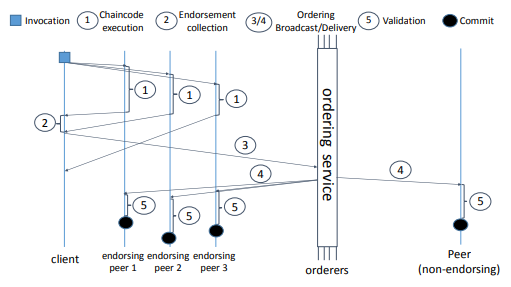 Invocation
1
Chaincode
execution
2
Endorsement
collection
3/4
Ordering
Broadcast/Delivery
5
Validation
Commit
1
1
1
2
3
4
4
5
5
5
5
ordering service
client
endorsing
peer 1
endorsing
peer 2
endorsing
peer 3
orderers
Peer
(non-endorsing)